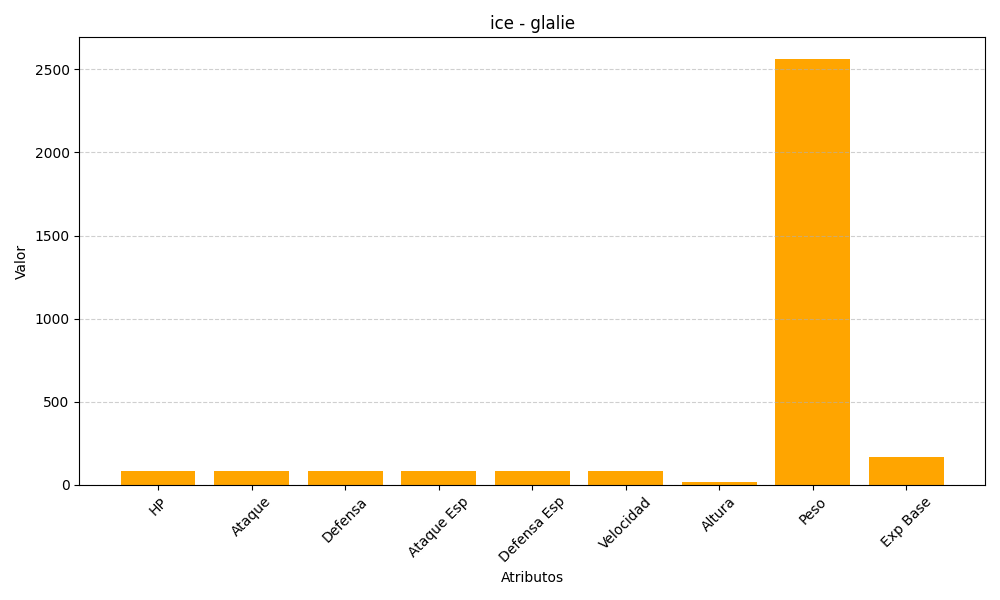 ice - glalie
Valor
2500
2000
1500
1000
500
0
HP
Ataque
Defensa
Ataque Esp
Defensa Esp
Velocidad
Altura
Peso
Exp Base
Atributos